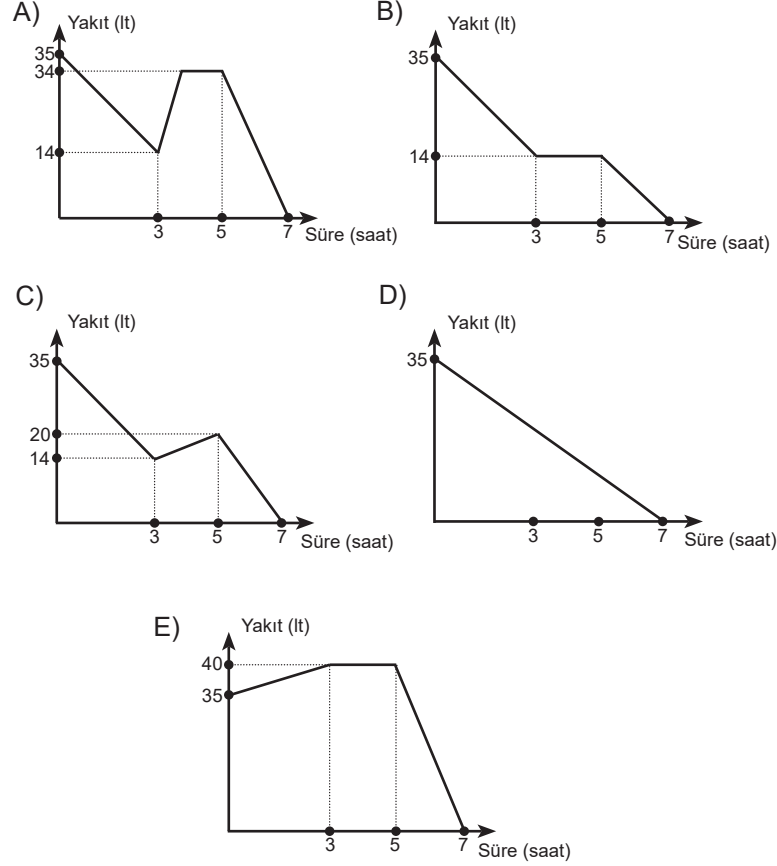 A)
Yakıt (lt)
35
34
14
3
5
7
Süre (saat)
B)
Yakıt (lt)
35
14
3
5
7
Süre (saat)
C)
Yakıt (lt)
35
20
14
3
5
7
Süre (saat)
D)
Yakıt (lt)
35
3
5
7
Süre (saat)
E)
Yakıt (lt)
40
35
3
5
7
Süre (saat)